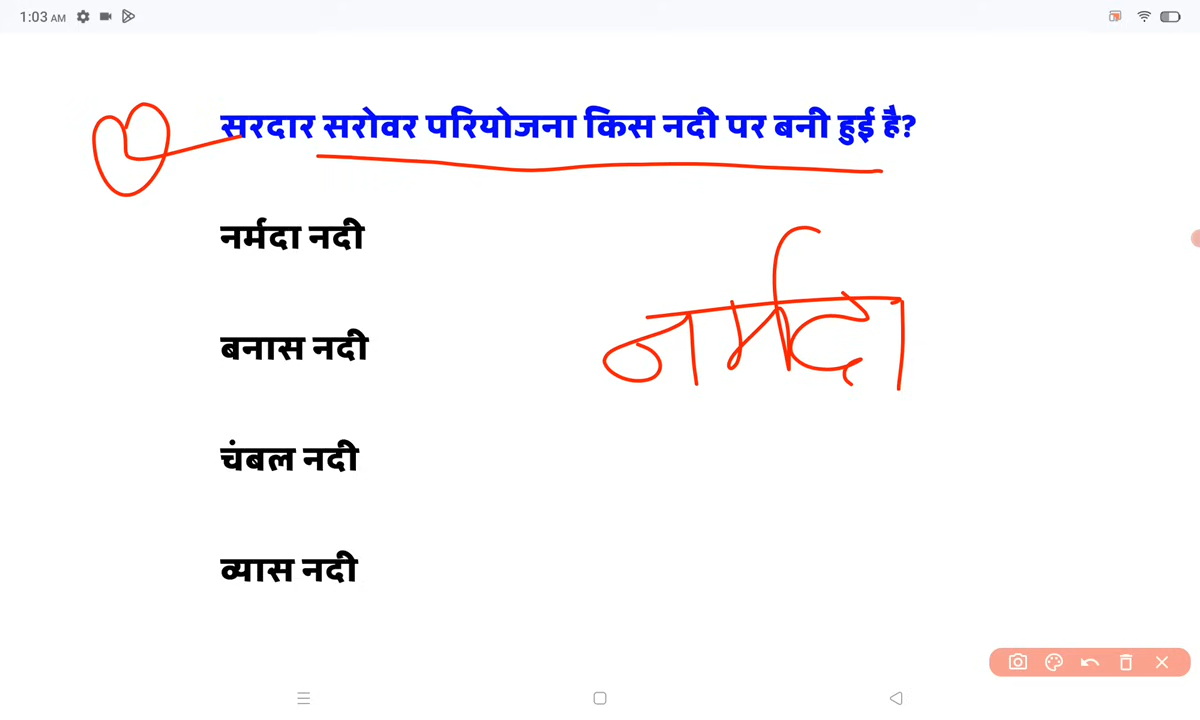 1:03 AM
सरदार सरोवर परियोजना किस नदी पर बनी हुई है?
नर्मदा नदी
नर्मदा
बनास नदी
चंबल नदी
व्यास नदी